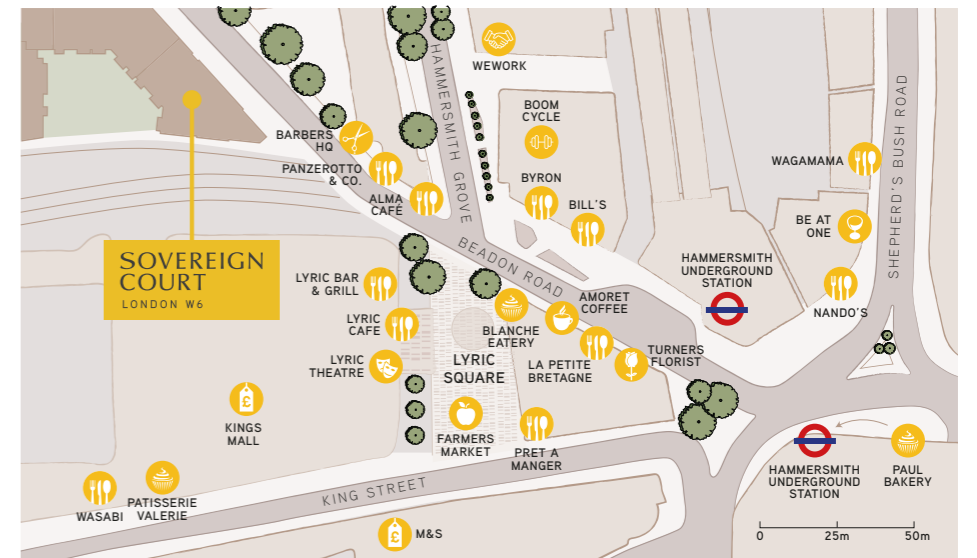 WEWORK
HAMMERSMITH GROVE
BOOM
CYCLE
BARBERS
HQ
PANZEROTTO
& CO.
ALMA
CAFÉ
BYRON
BILL'S
WAGAMAMA
BE AT
ONE
SHEPHERD'S BUSH ROAD
SOVEREIGN
COURT
LONDON W6
BEADON ROAD
HAMMERSMITH
UNDERGROUND
STATION
NANDO'S
LYRIC BAR
& GRILL
LYRIC
CAFE
LYRIC
THEATRE
BLANCHE
EATERY
AMORET
COFFEE
LA PETITE
BRETAGNE
TURNERS
FLORIST
LYRIC
SQUARE
£
KINGS
MALL
FARMERS
MARKET
PRET A
MANGER
WASABI
PATISSERIE
VALERIE
KING STREET
£
M&S
HAMMERSMITH
UNDERGROUND
STATION
PAUL
BAKERY
0 25m 50m